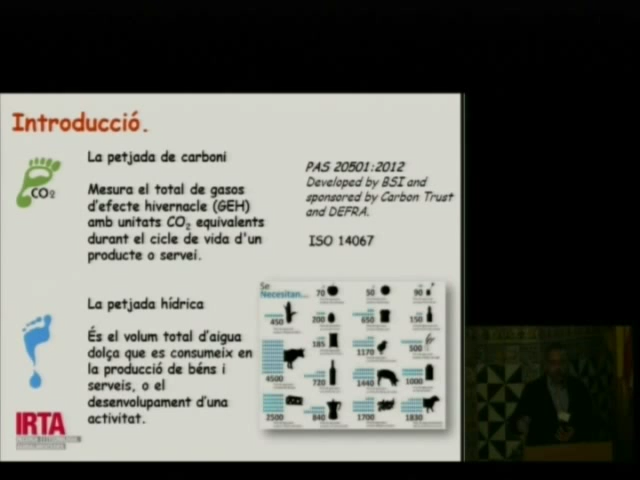 Introducció.
La petjada de carboni
CO2
Mesura el total de gasos
d'efecte hivernacle (GEH)
amb unitats CO2 equivalents
durant el cicle de vida d'un
producte o servei.
PAS 20501:2012
Developed by BSI and
sponsored by Carbon Trust
and DEFRA.
ISO 14067
La petjada hídrica
És el volum total d'aigua
dolça que es consumeix en
la producció de béns i
serveis, o el
desenvolupament d'una
activitat.
Se
Necesitan...
70 50 90
450 200 650 150
185 1170 500
4500 720 1440 1000
2500 840 1700 1830
IRTA